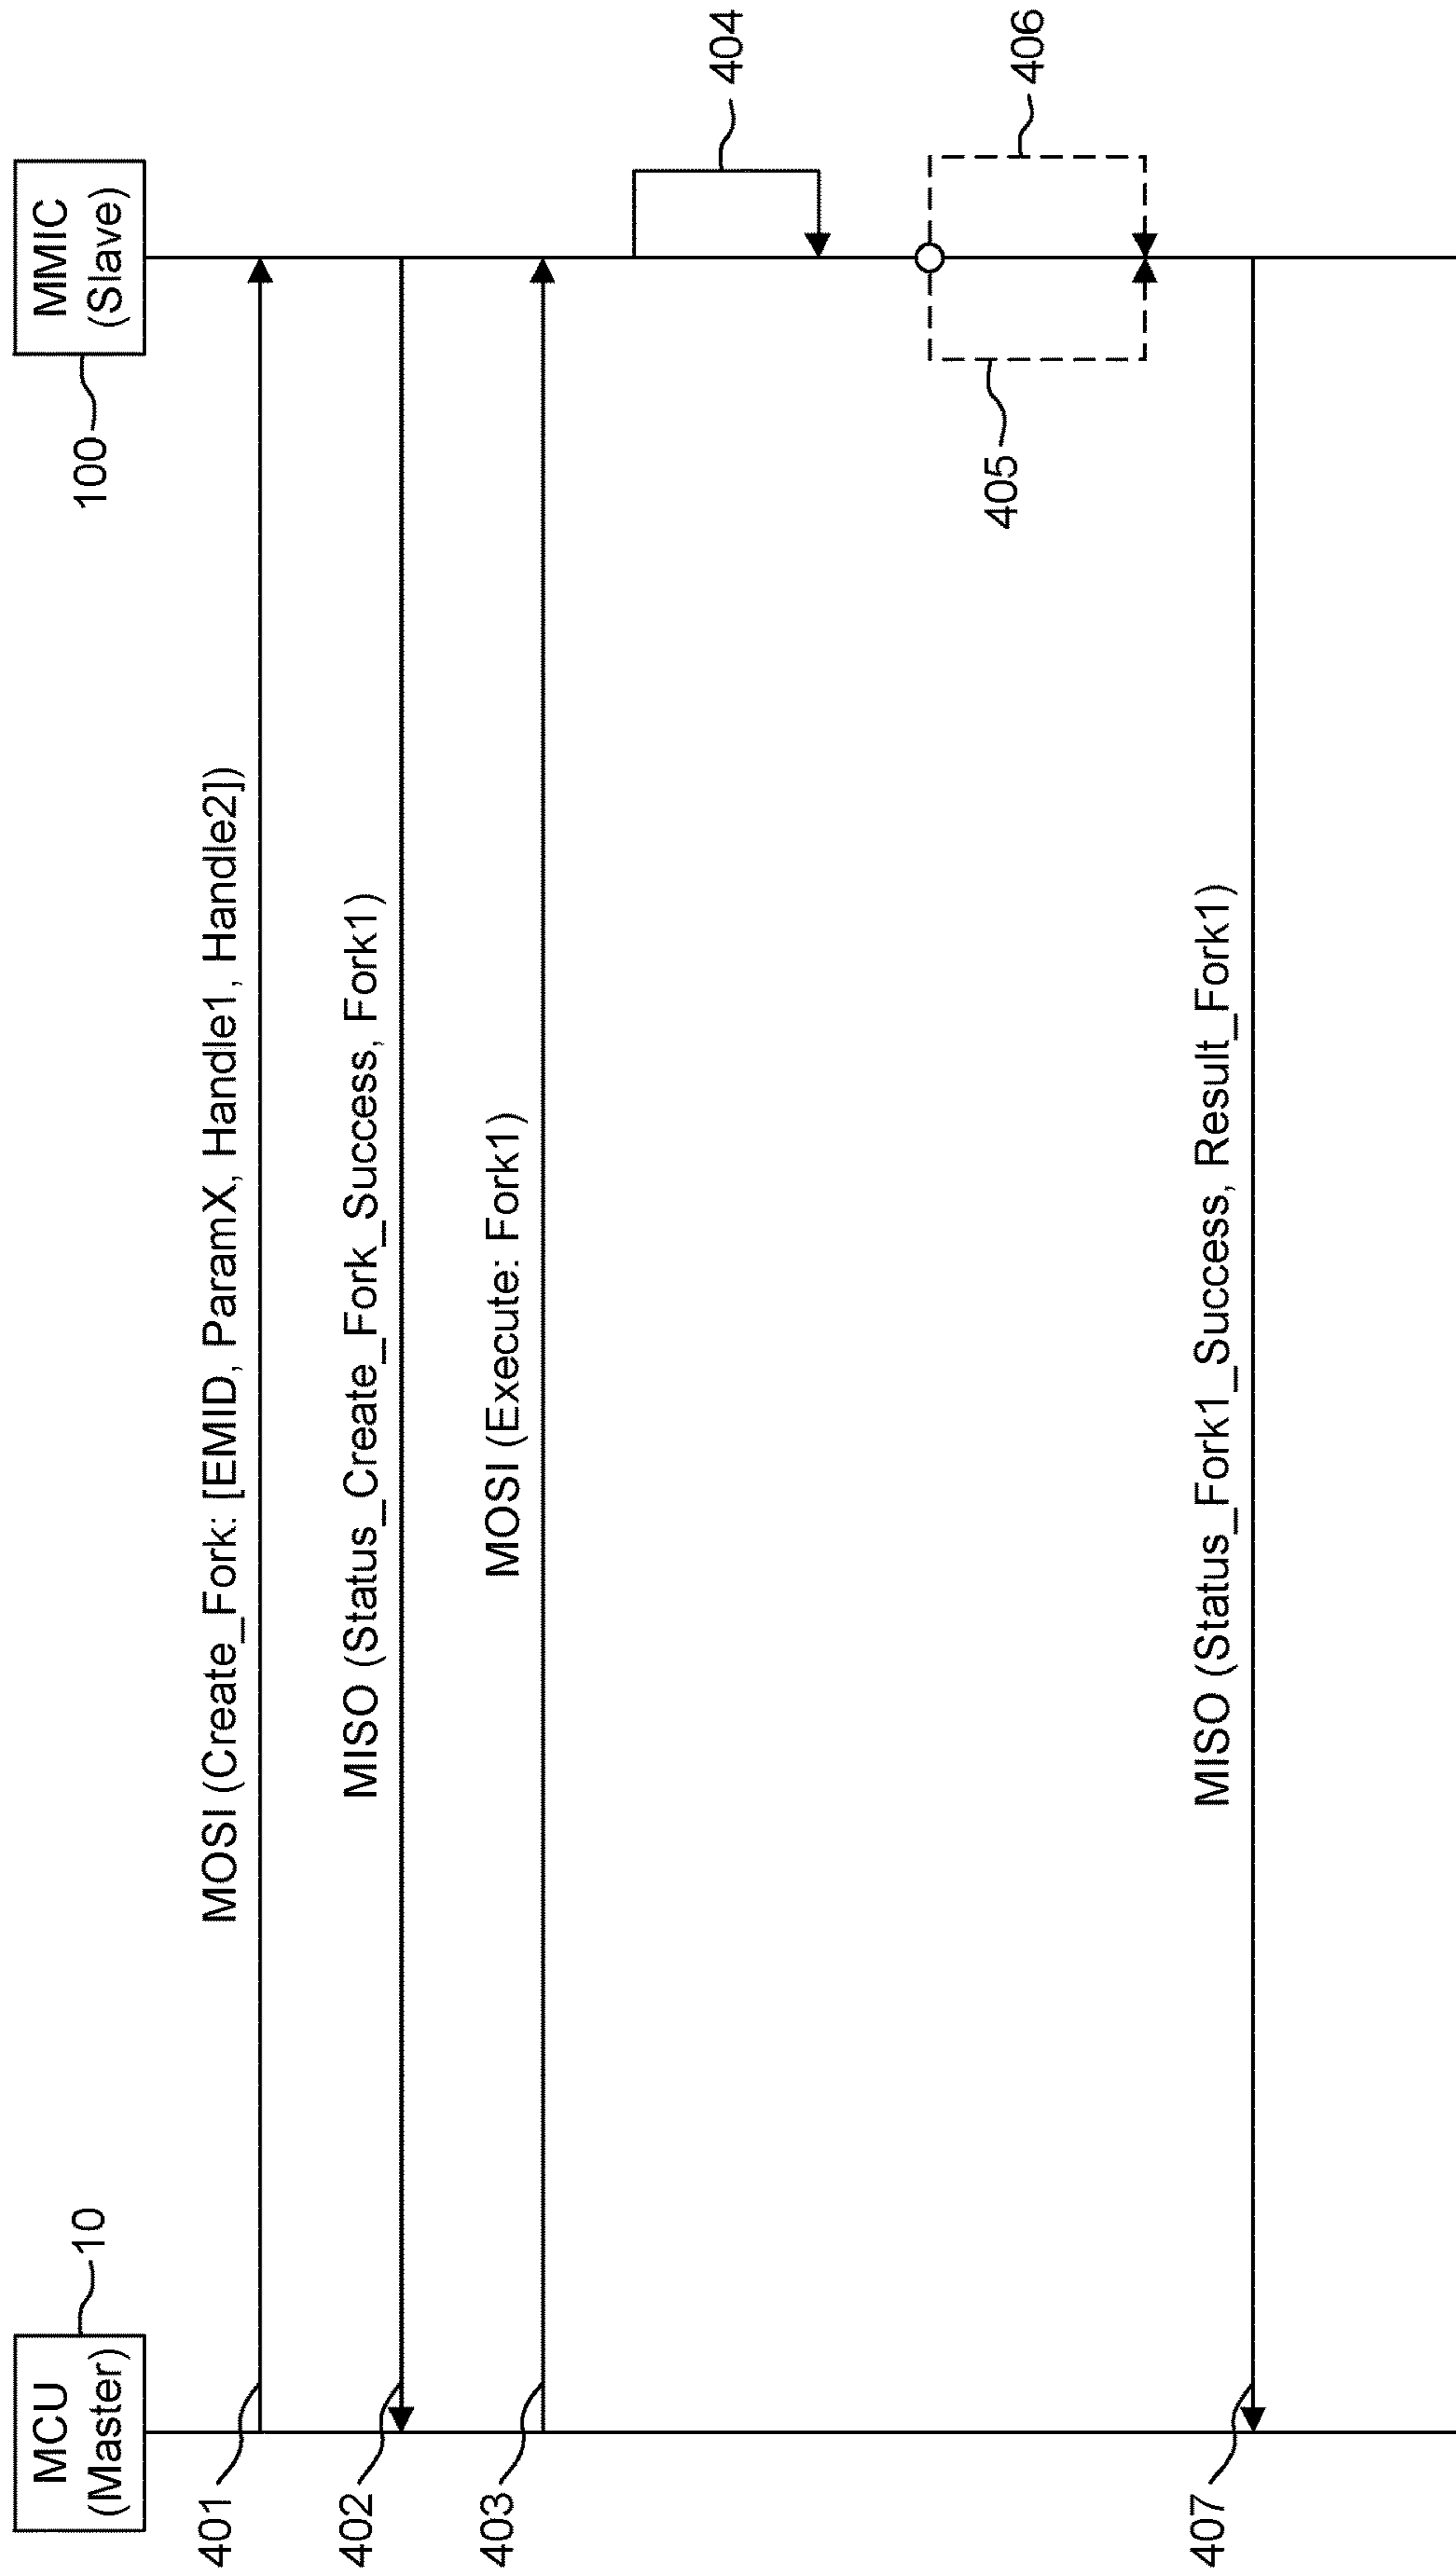 MCU
(Master)
10
MMIC
(Slave)
100
401
MOSI (Create_Fork: [EMID, ParamX, Handle1, Handle2])
402
MISO (Status_Create_Fork_Success, Fork1)
403
MOSI (Execute: Fork1)
404
405
406
407
MISO (Status_Fork1_Success, Result_Fork1)